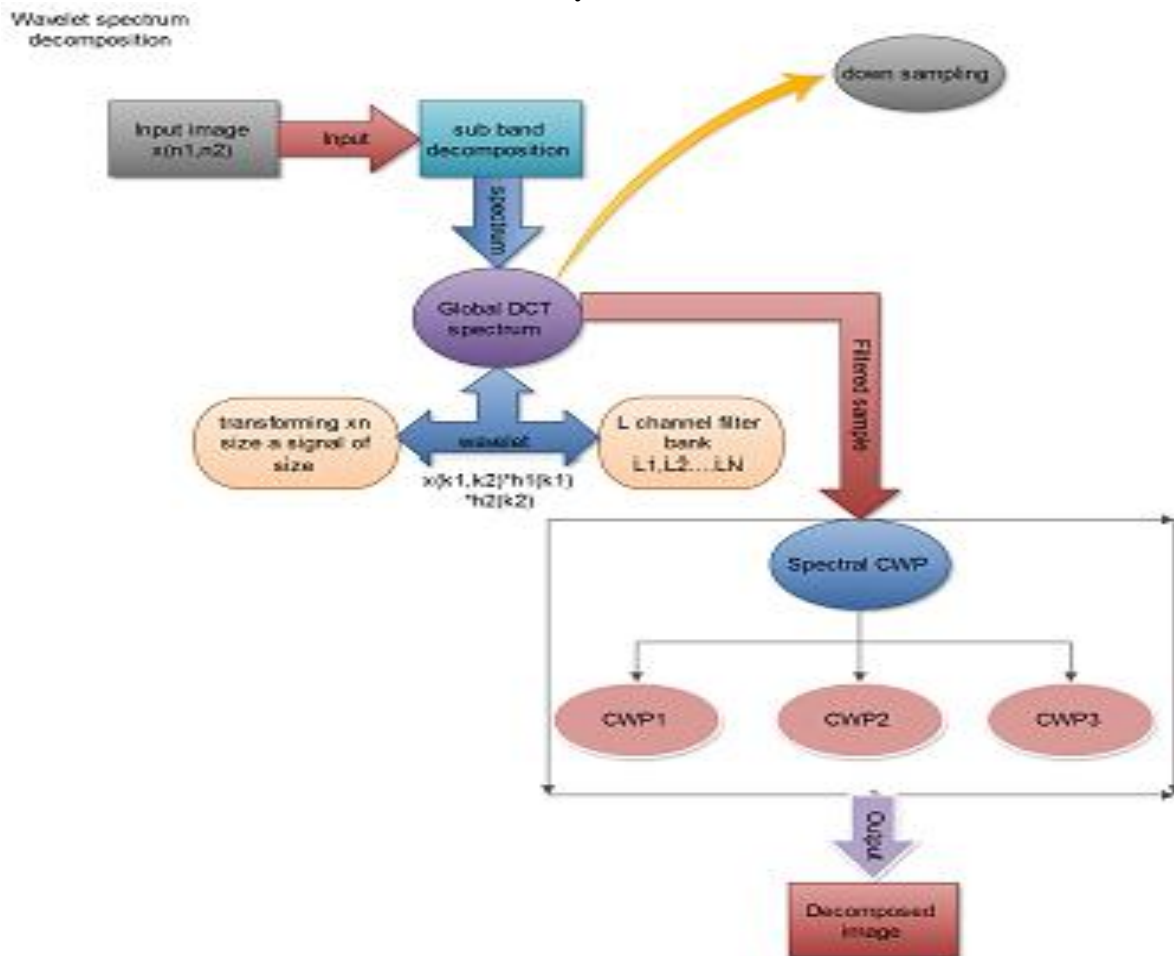 Wavelet spectrum
decomposition
down sampling
Input image
x(n1,n2)
Input
sub band
decomposition
spectrum
Global DCT
spectrum
Filtered sample
transforming xn
size a signal of
size
wavelet
L channel filter
bank
L1,L2....LN
x(k1,k2)*h1(k1)
*h2(k2)
Spectral CWP
CWP1
CWP2
CWP3
Output
Decomposed
image